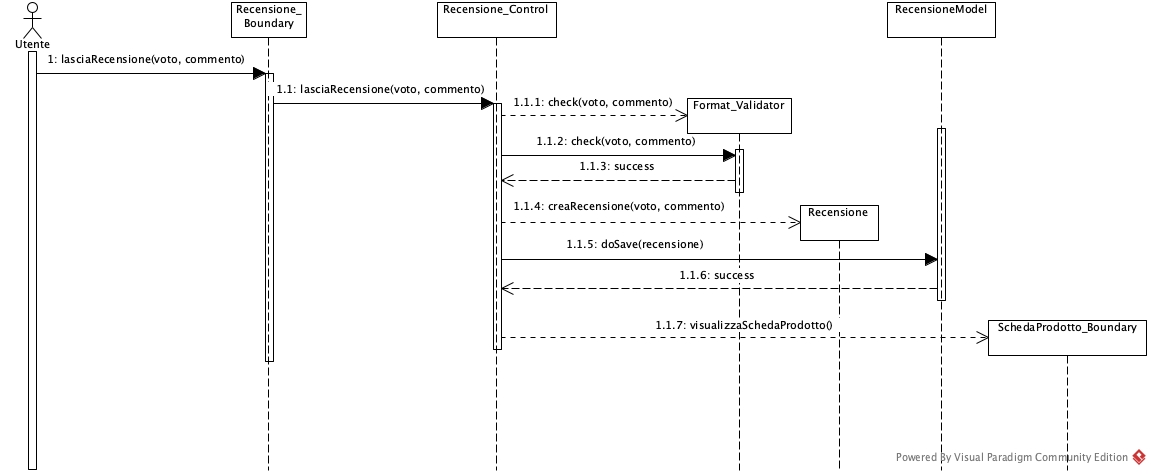 Recensione_
Boundary
Recensione_Control
RecensioneModel
Utente
1: lasciaRecensione(voto, commento)
1.1: lasciaRecensione(voto, commento)
1.1.1: check(voto, commento)
Format_Validator
1.1.2: check(voto, commento)
1.1.3: success
1.1.4: creaRecensione(voto, commento)
Recensione
1.1.5: doSave(recensione)
1.1.6: success
1.1.7: visualizzaSchedaProdotto()
SchedaProdotto_Boundary
Powered By Visual Paradigm Community Edition